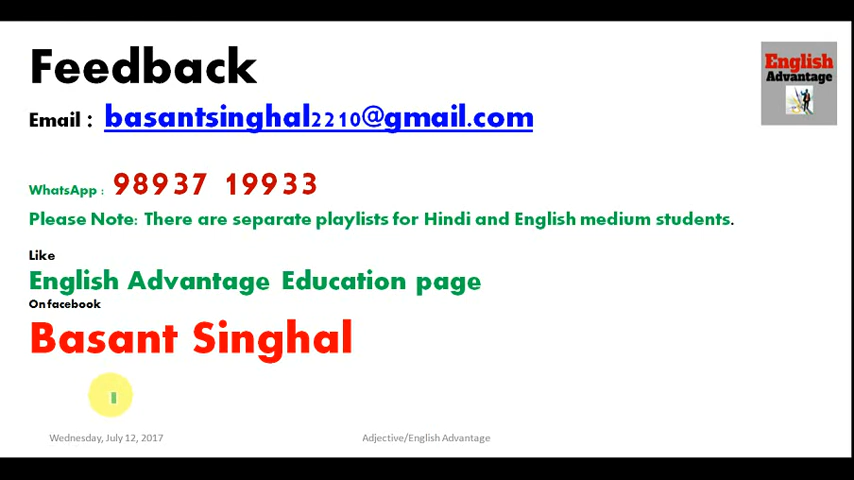 Feedback
English
Advantage
Email : basantsinghal2210@gmail.com
WhatsApp : 98937 19933
Please Note: There are separate playlists for Hindi and English medium students.
Like
English Advantage Education page
On facebook
Basant Singhal
Wednesday, July 12, 2017
Adjective/English Advantage